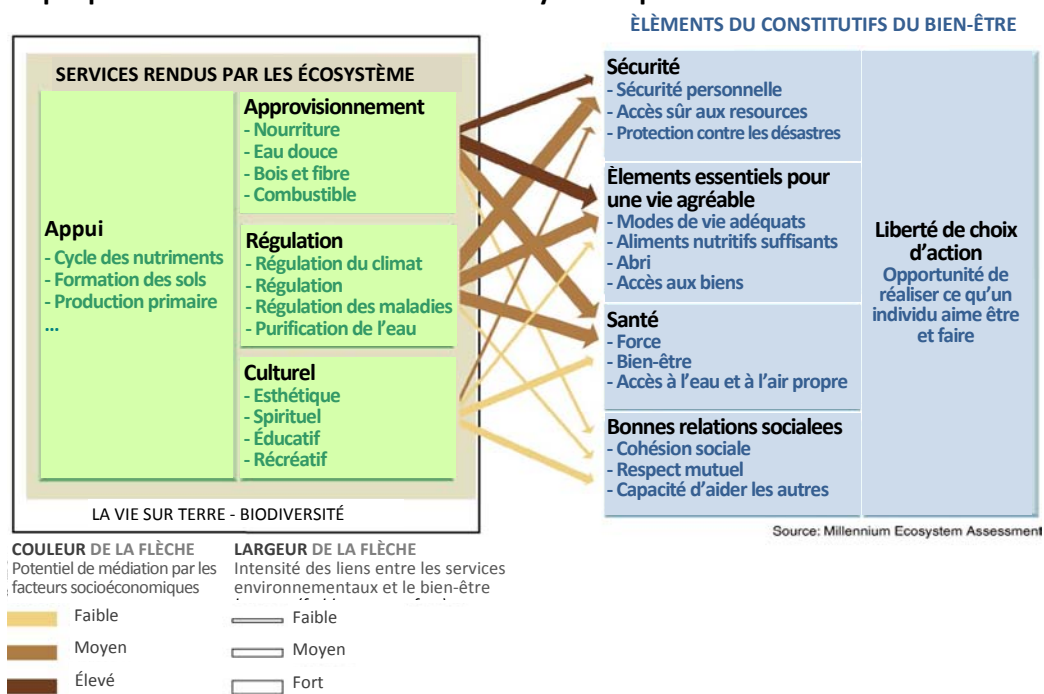 ÈLÈMENTS DU CONSTITUTIFS DU BIEN-ÊTRE
SERVICES RENDUS PAR LES ÉCOSYSTÈME
Appui
- Cycle des nutriments
- Formation des sols
- Production primaire
...
Approvisionnement
- Nourriture
- Eau douce
- Bois et fibre
- Combustible
Régulation
- Régulation du climat
- Régulation
- Régulation des maladies
- Purification de l'eau
Culturel
- Esthétique
- Spirituel
- Éducatif
- Récréatif
LA VIE SUR TERRE - BIODIVERSITÉ
Sécurité
- Sécurité personnelle
- Accès sûr aux resources
- Protection contre les désastres
Èlements essentiels pour
une vie agréable
- Modes de vie adéquats
- Aliments nutritifs suffisants
- Abri
- Accès aux biens
Santé
- Force
- Bien-être
- Accès à l'eau et à l'air propre
Bonnes relations socialees
- Cohésion sociale
- Respect mutuel
- Capacité d'aider les autres
Liberté de choix
d'action
Opportunité de
réaliser ce qu'un
individu aime être
et faire
Source: Millennium Ecosystem Assessment
COULEUR DE LA FLÈCHE
Potentiel de médiation par les
facteurs socioéconomiques
Faible
Moyen
Élevé
LARGEUR DE LA FLÈCHE
Intensité des liens entre les services
environnementaux et le bien-être
Faible
Moyen
Fort